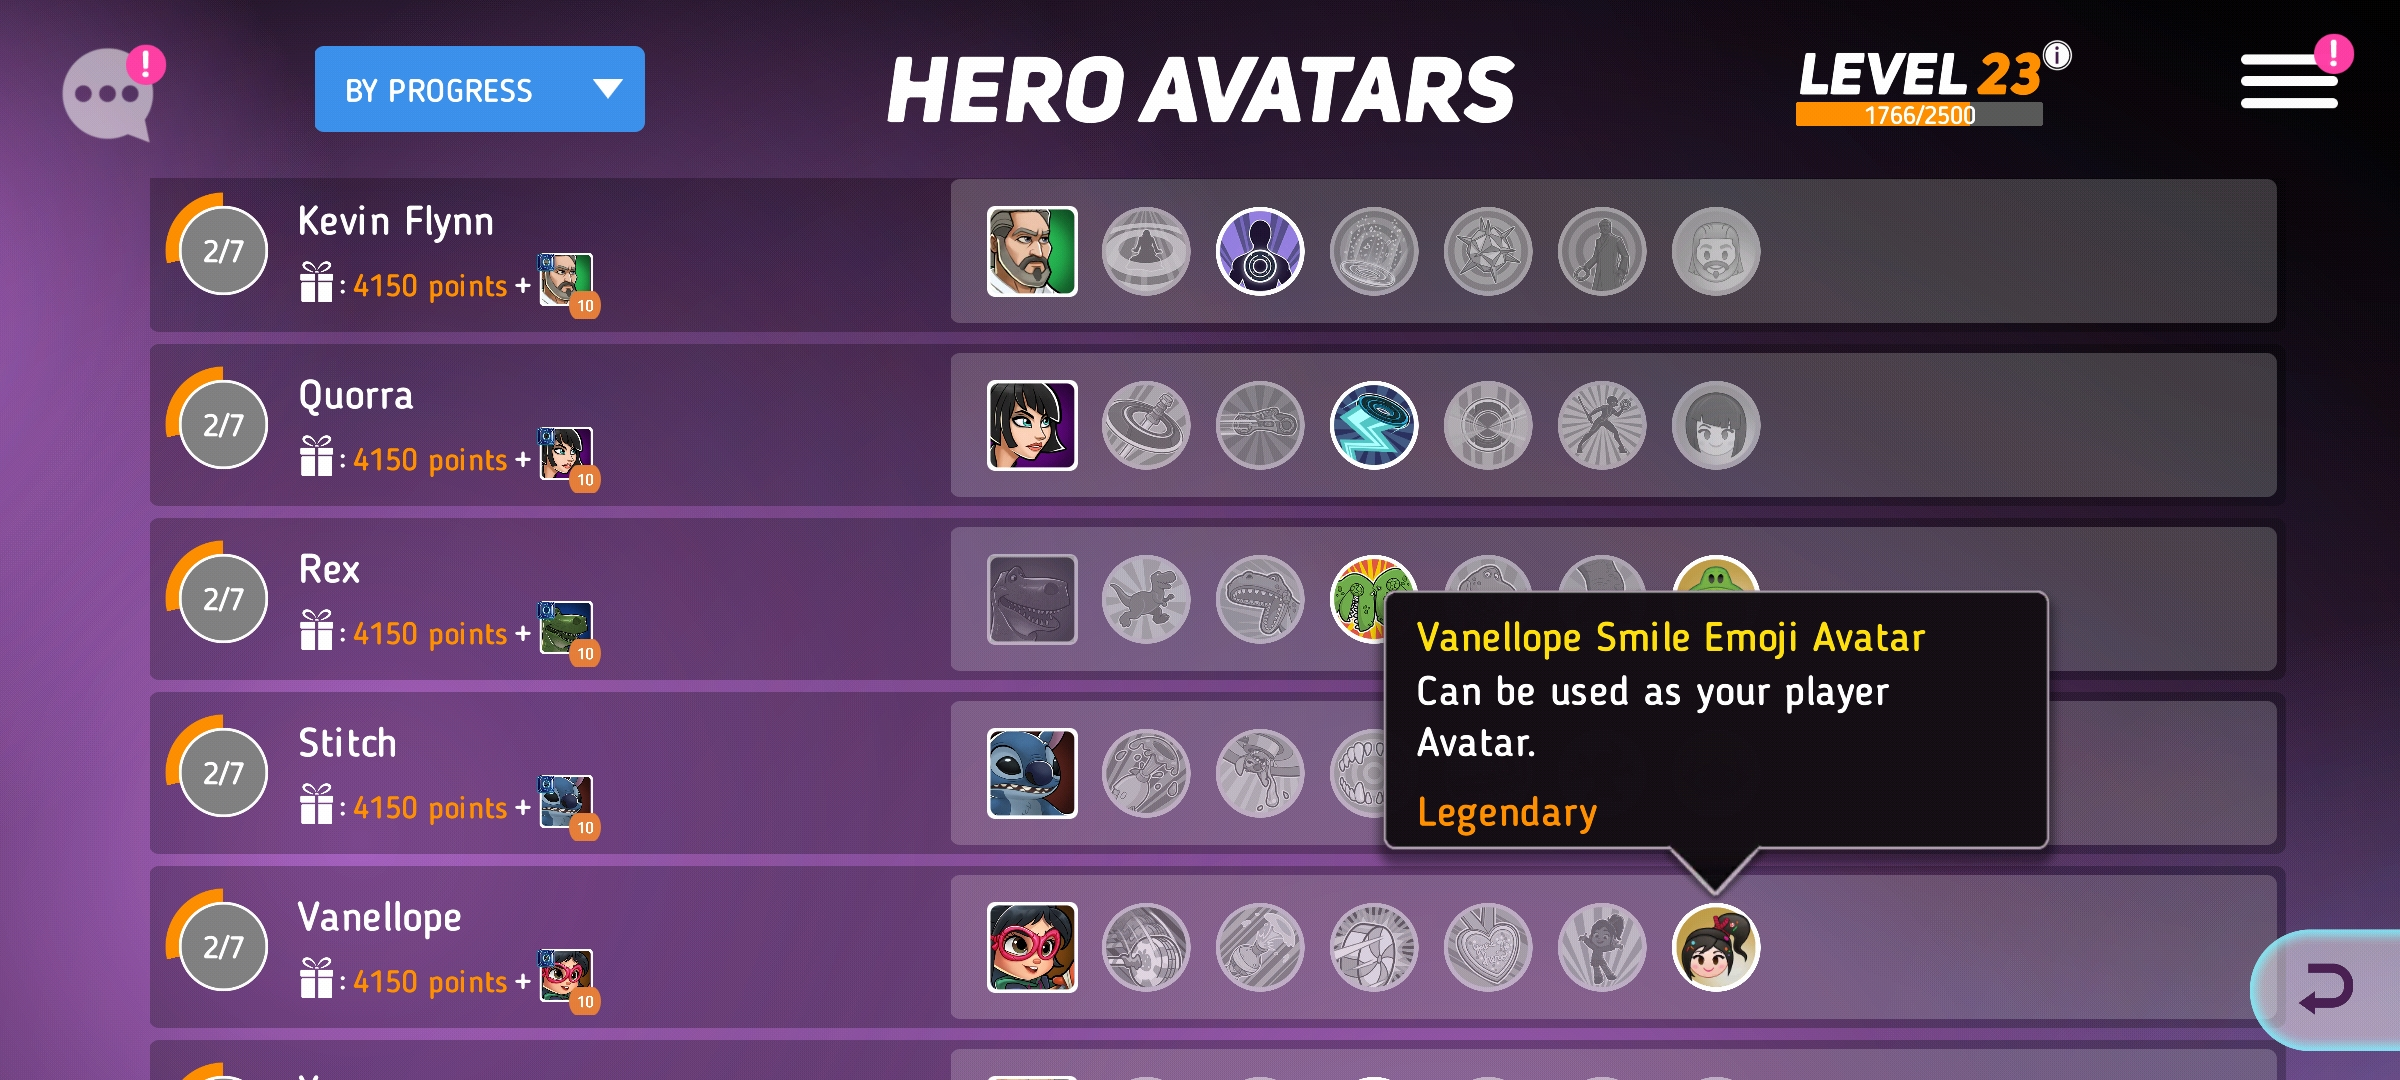 BY PROGRESS
HERO AVATARS
LEVEL 23
1766/2500
2/7
Kevin Flynn
: 4150 points +
10
2/7
Quorra
: 4150 points +
10
2/7
Rex
: 4150 points +
10
2/7
Stitch
: 4150 points +
10
Vanellope Smile Emoji Avatar
Can be used as your player
Avatar.
Legendary
2/7
Vanellope
: 4150 points +
10